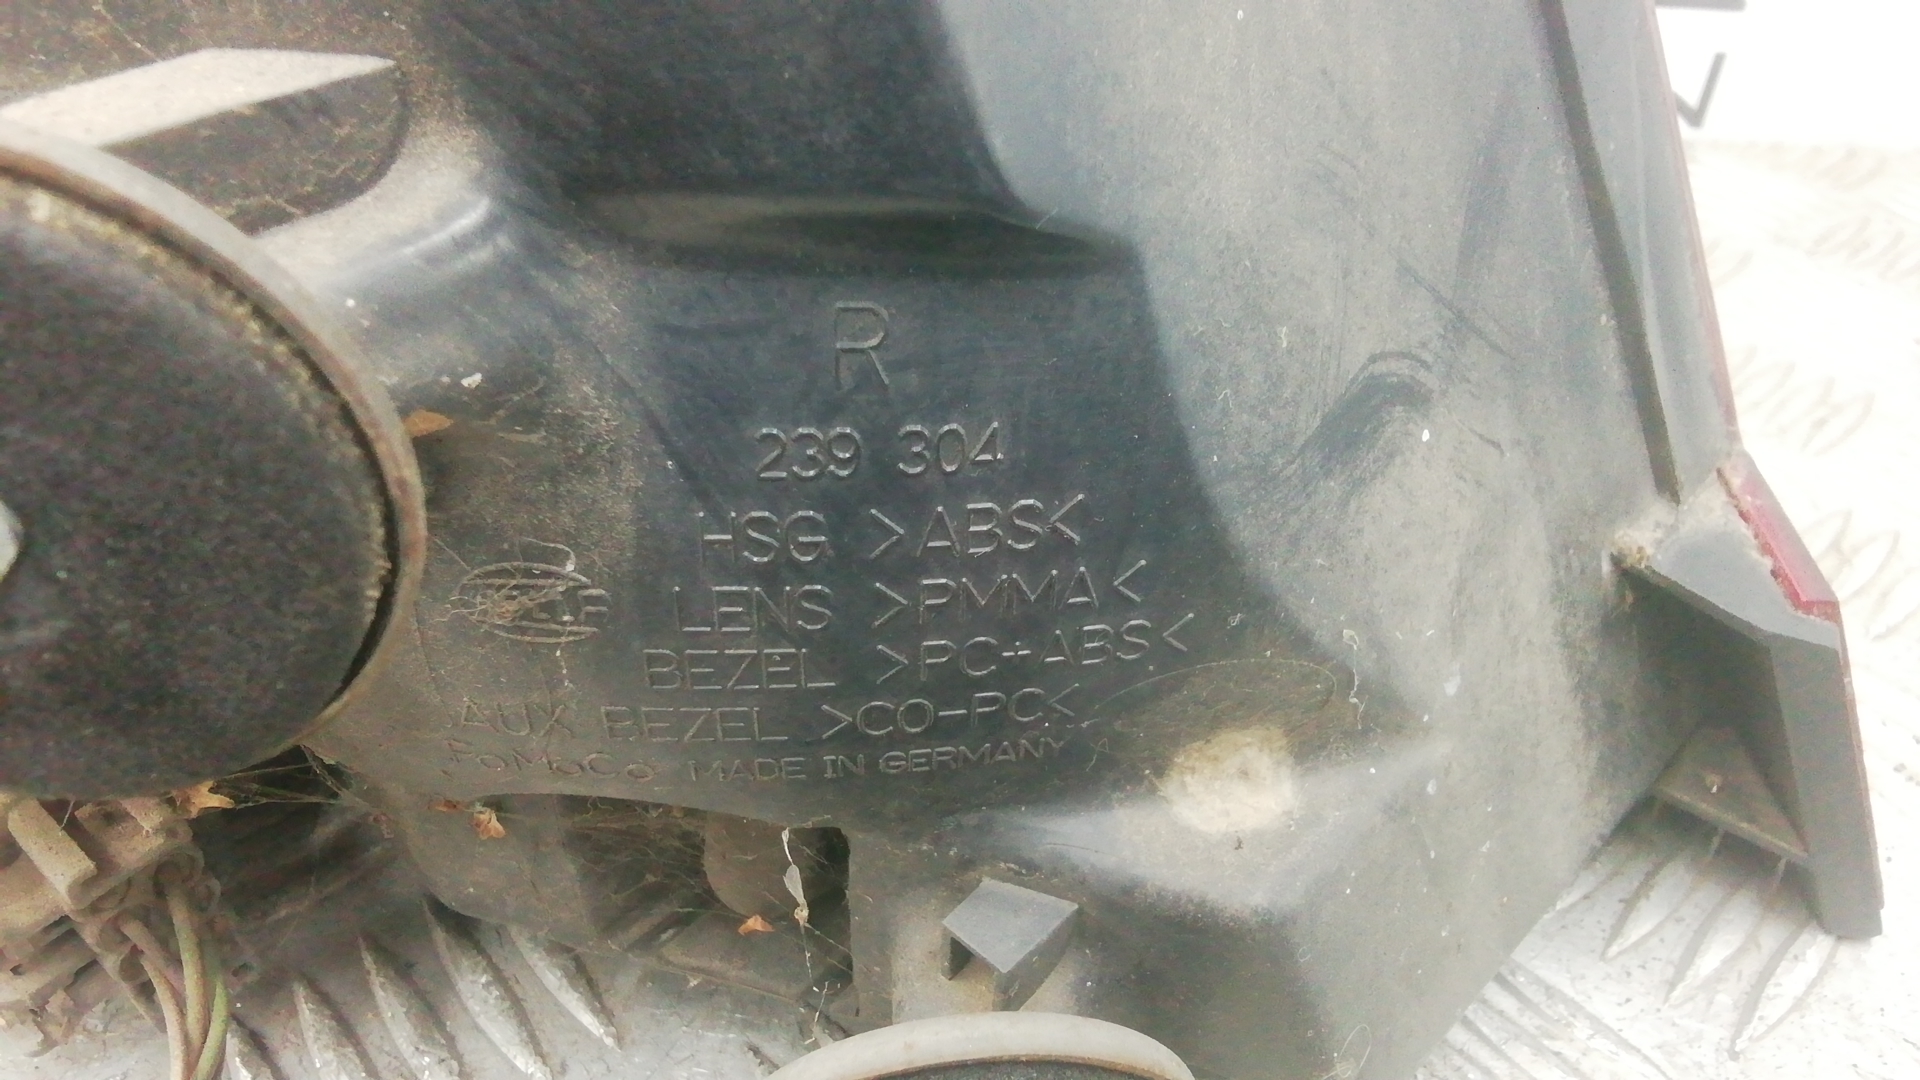 R
239 304
HSG >ABS<
LENS >PMMA<
BEZEL >PC+ABS<
AUX BEZEL >CO-PC<
FoMoCo MADE IN GERMANY